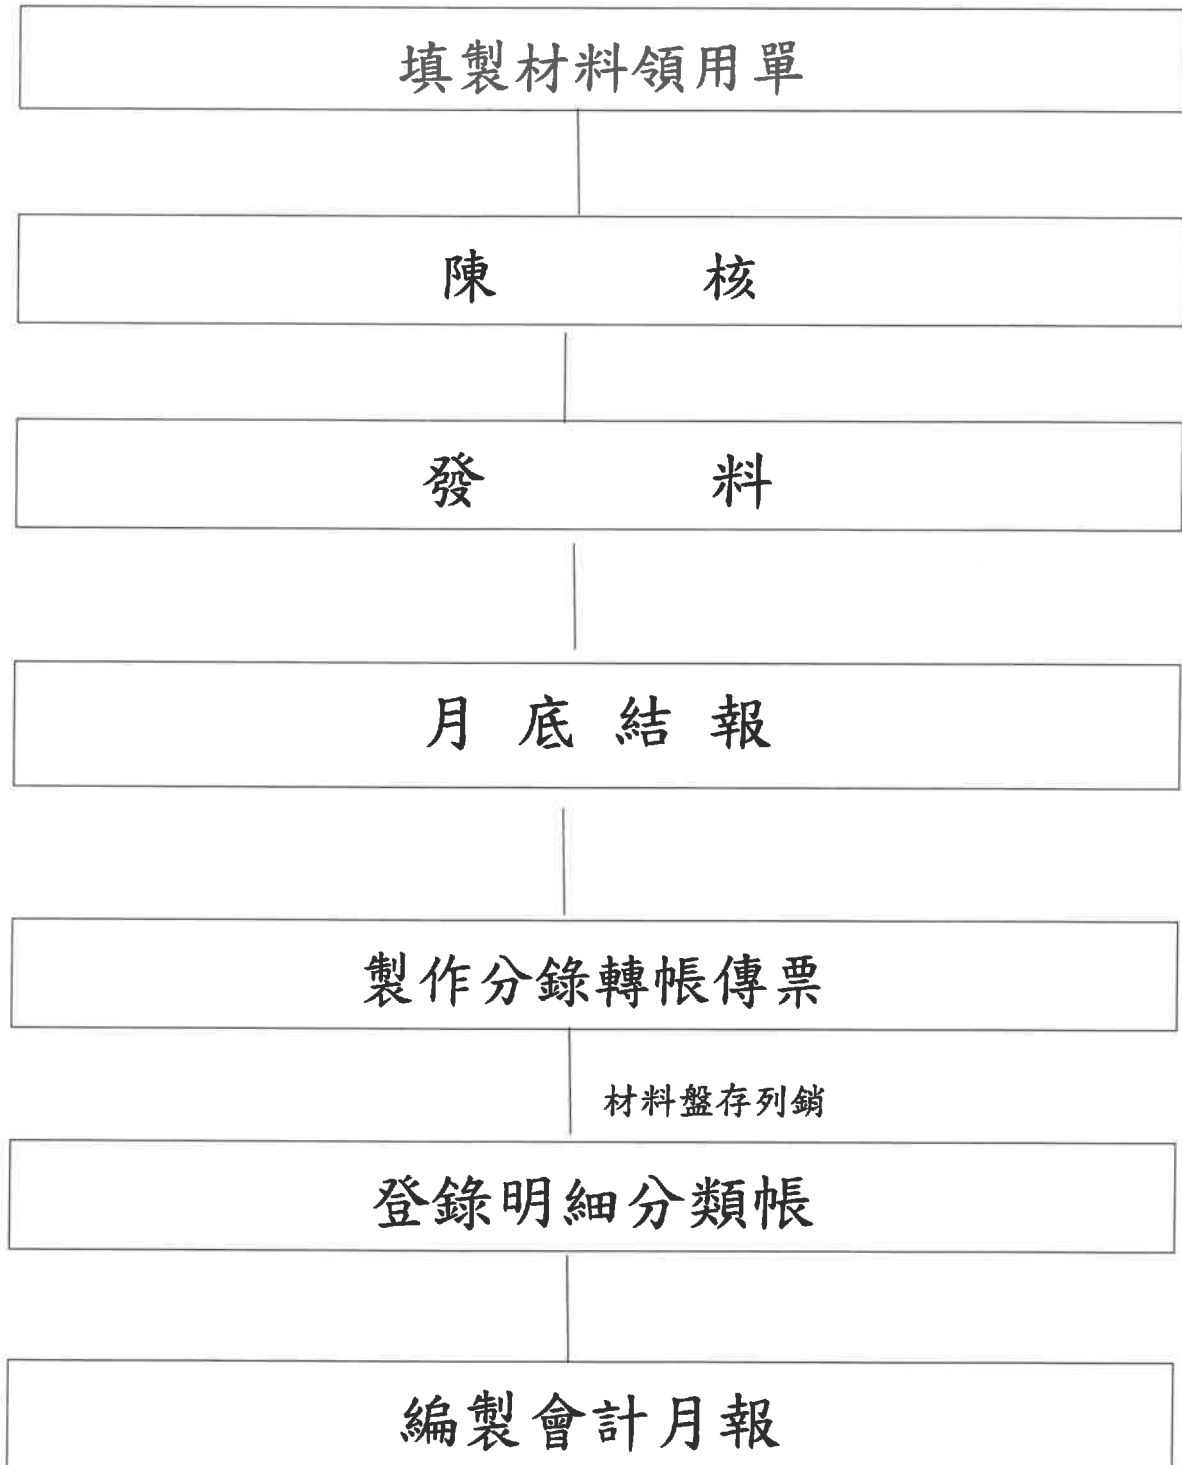 填製材料領用單
陳 核
發 料
月 底 結 報
製作分錄轉帳傳票
材料盤存列銷
登錄明細分類帳
編製會計月報